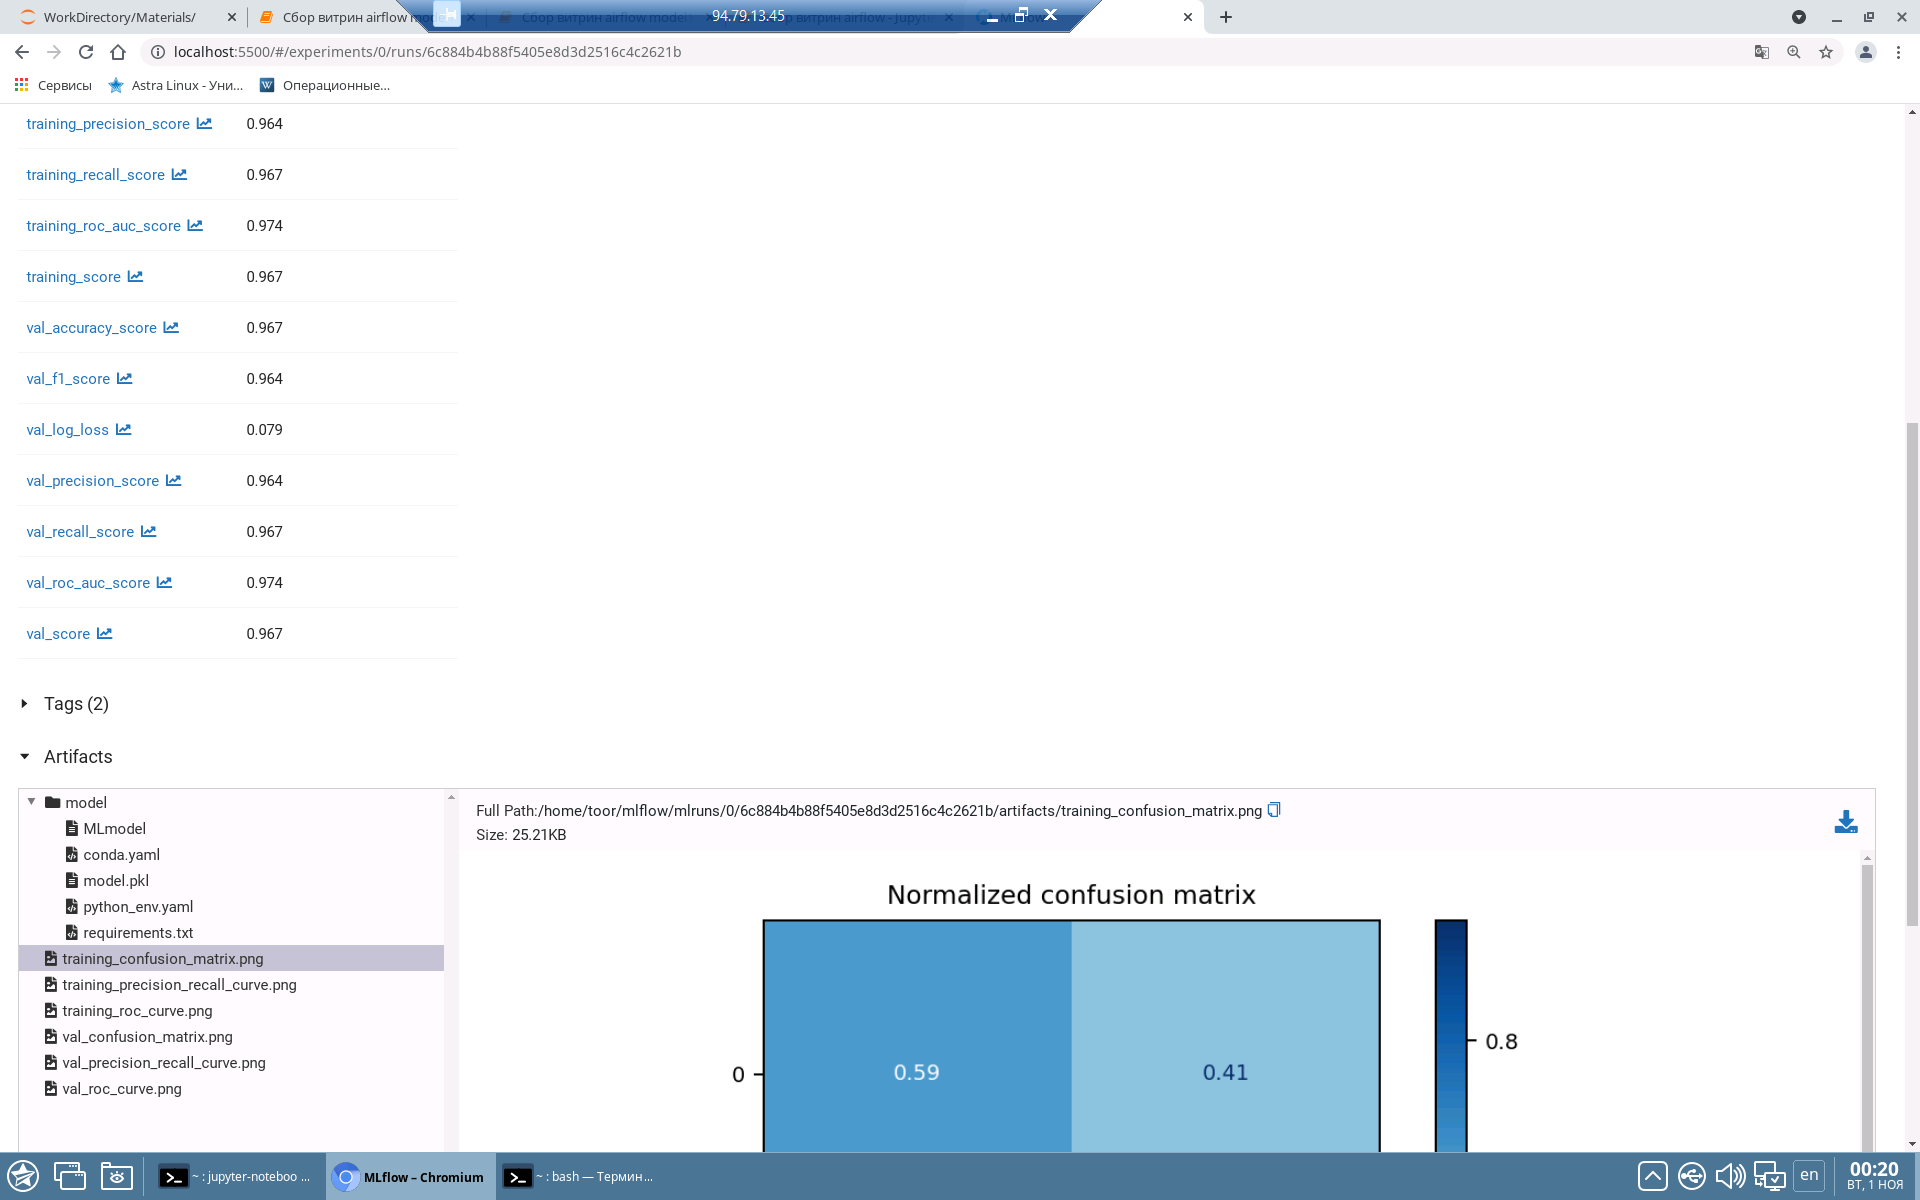 WorkDirectory/Materials/
Сбор витрин airflow mode
94.79.13.45
localhost:5500/#/experiments/0/runs/6c884b4b88f5405e8d3d2516c4c2621b
Сервисы
Astra Linux - Уни...
Операционные...
training_precision_score 0.964
training_recall_score 0.967
training_roc_auc_score 0.974
training_score 0.967
val_accuracy_score 0.967
val_f1_score 0.964
val_log_loss 0.079
val_precision_score 0.964
val_recall_score 0.967
val_roc_auc_score 0.974
val_score 0.967
Tags (2)
Artifacts
model
MLmodel
conda.yaml
model.pkl
python_env.yaml
requirements.txt
training_confusion_matrix.png
training_precision_recall_curve.png
training_roc_curve.png
val_confusion_matrix.png
val_precision_recall_curve.png
val_roc_curve.png
Full Path:/home/toor/mlflow/mlruns/0/6c884b4b88f5405e8d3d2516c4c2621b/artifacts/training_confusion_matrix.png
Size: 25.21KB
Normalized confusion matrix
0
0.59
0.41
0.8
~ : jupyter-noteboo ...
MLflow – Chromium
~ : bash — Термин...
en
00:20
ВТ, 1 НОЯ